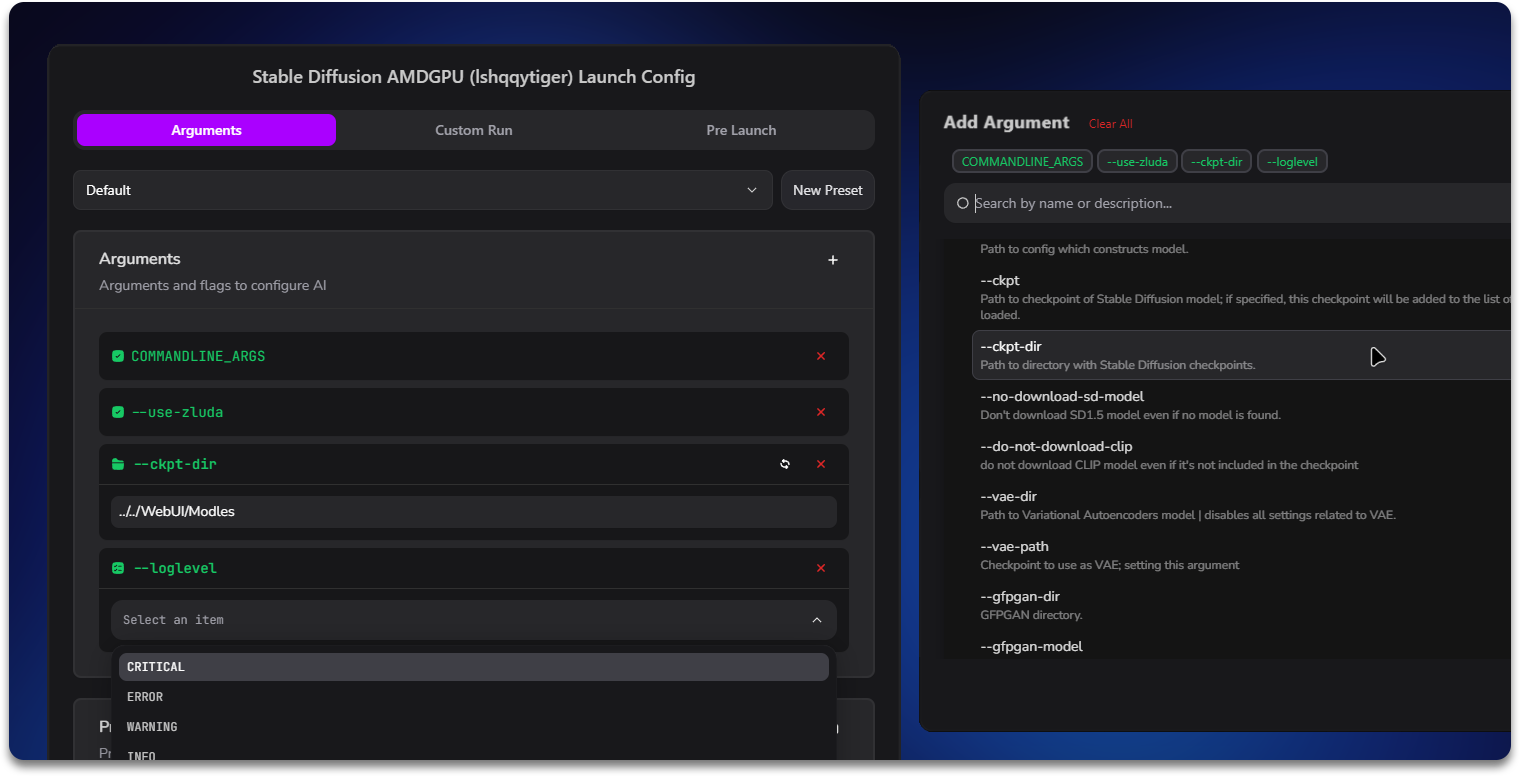 Stable Diffusion AMDGPU (lshqqytiger) Launch Config
Arguments
Custom Run
Pre Launch
Default
New Preset
Arguments
Arguments and flags to configure AI
COMMANDLINE_ARGS
--use-zluda
--ckpt-dir
../../WebUI/Modles
--loglevel
Select an item
CRITICAL
ERROR
WARNING
INFO
Add Argument
Clear All
COMMANDLINE_ARGS
--use-zluda
--ckpt-dir
--loglevel
Search by name or description...
Path to config which constructs model.
--ckpt
Path to checkpoint of Stable Diffusion model; if specified, this checkpoint will be added to the list
loaded.
--ckpt-dir
Path to directory with Stable Diffusion checkpoints.
--no-download-sd-model
Don't download SD1.5 model even if no model is found.
--do-not-download-clip
do not download CLIP model even if it's not included in the checkpoint
--vae-dir
Path to Variational Autoencoders model | disables all settings related to VAE.
--vae-path
Checkpoint to use as VAE; setting this argument
--gfpgan-dir
GFPGAN directory.
--gfpgan-model